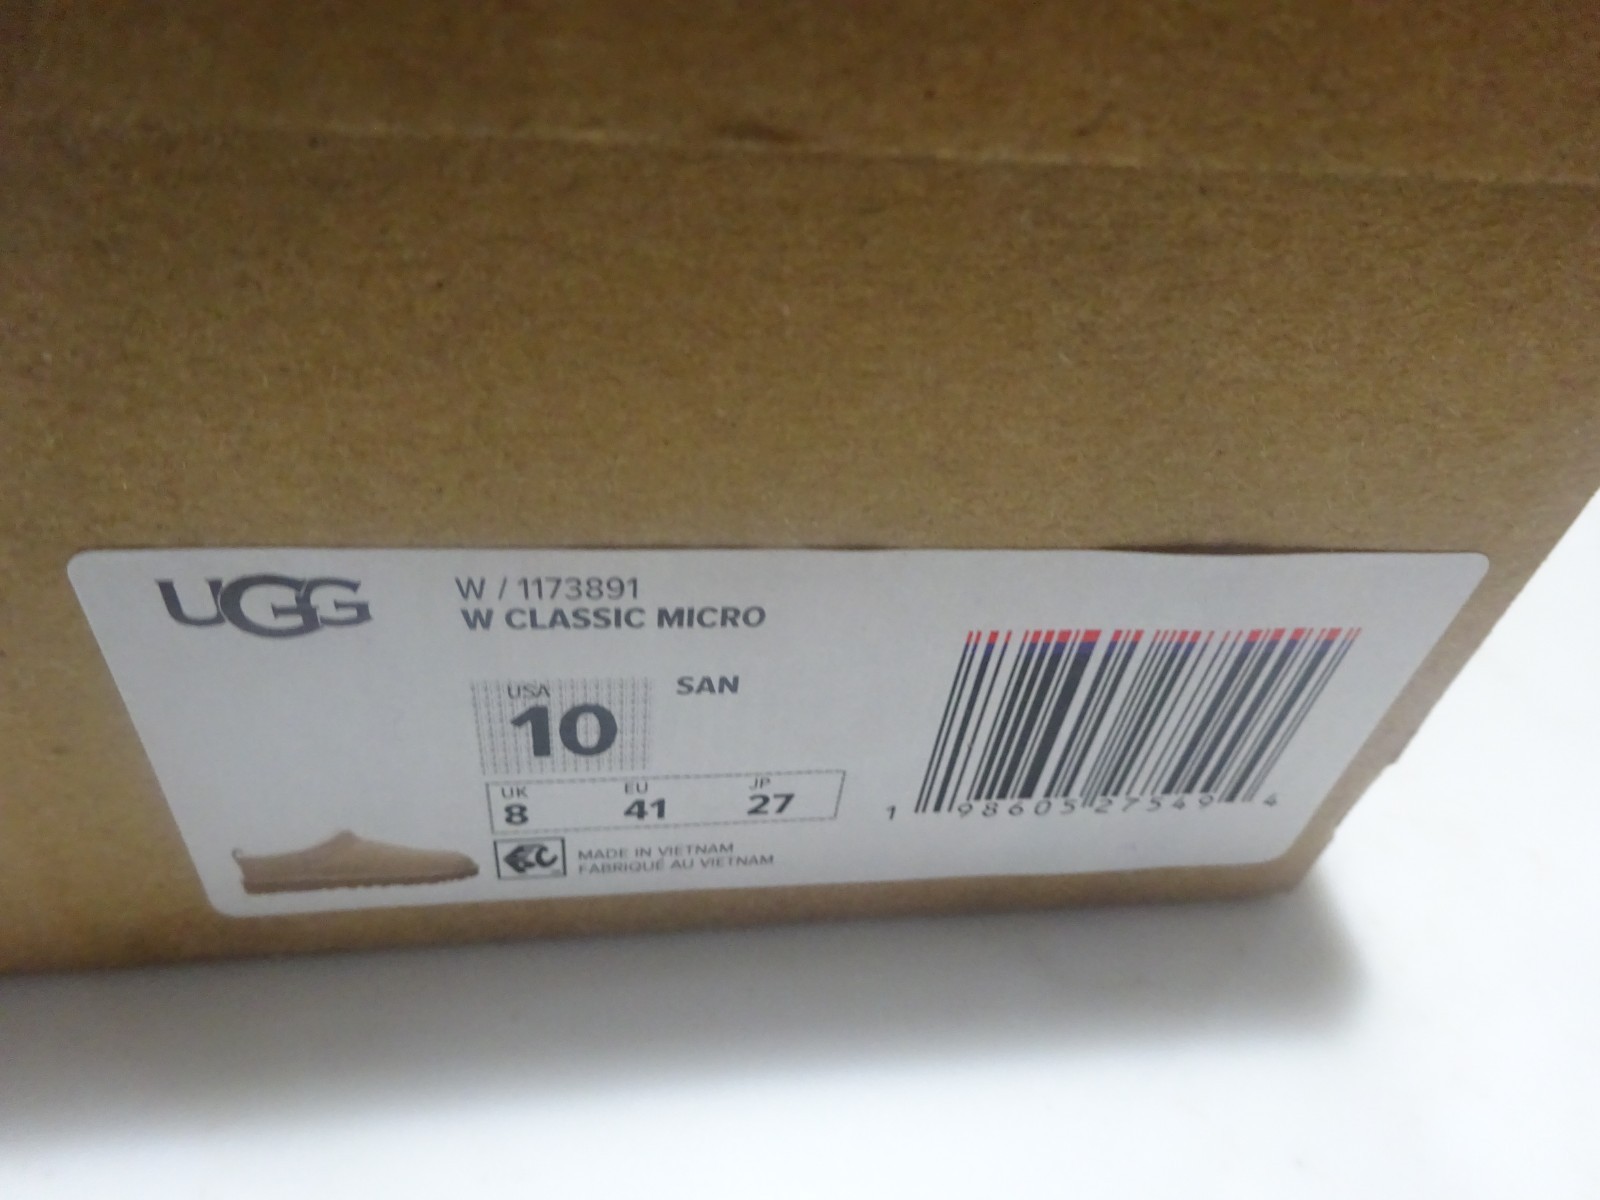 UGG
W / 1173891
W CLASSIC MICRO
USA
10
SAN
UK
8
EU
41
JP
27
MADE IN VIETNAM
FABRIQUÉ AU VIETNAM
1 98605 27549 4